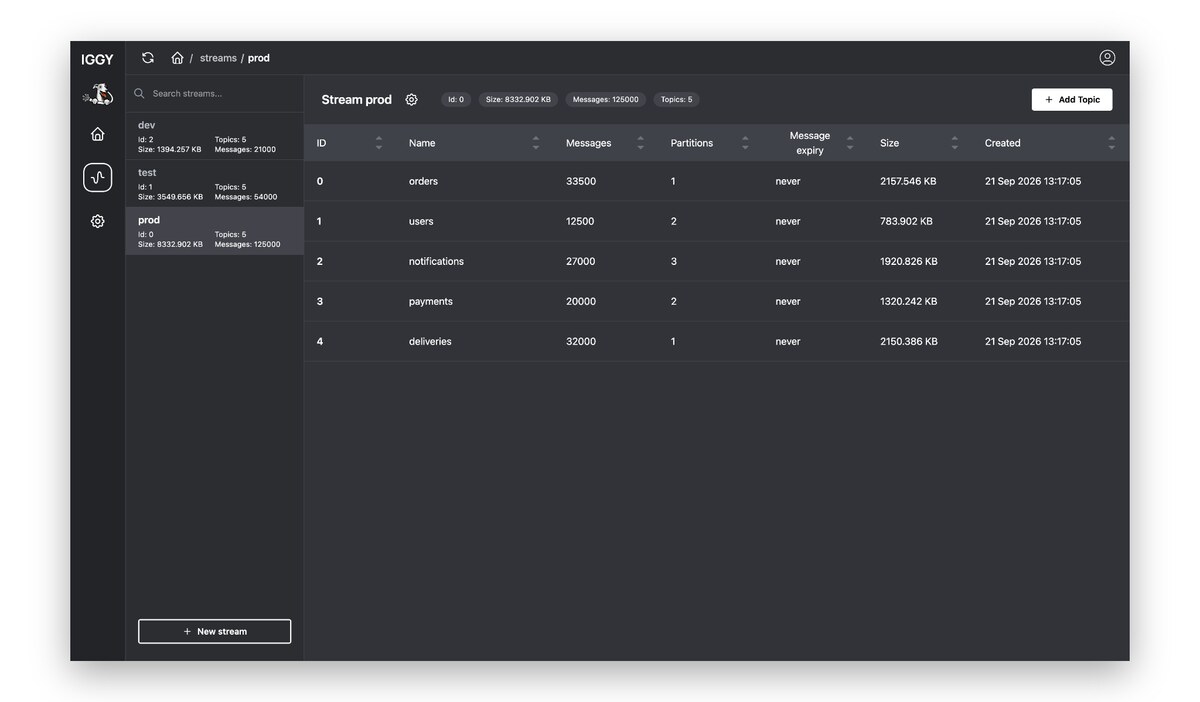 IGGY
/ streams / prod
Search streams...
dev
Id: 2 Topics: 5
Size: 1394.257 KB Messages: 21000
test
Id: 1 Topics: 5
Size: 3549.656 KB Messages: 54000
prod
Id: 0 Topics: 5
Size: 8332.902 KB Messages: 125000
+ New stream
Stream prod Id: 0 Size: 8332.902 KB Messages: 125000 Topics: 5 + Add Topic
ID Name Messages Partitions Message expiry Size Created
0 orders 33500 1 never 2157.546 KB 21 Sep 2026 13:17:05
1 users 12500 2 never 783.902 KB 21 Sep 2026 13:17:05
2 notifications 27000 3 never 1920.826 KB 21 Sep 2026 13:17:05
3 payments 20000 2 never 1320.242 KB 21 Sep 2026 13:17:05
4 deliveries 32000 1 never 2150.386 KB 21 Sep 2026 13:17:05